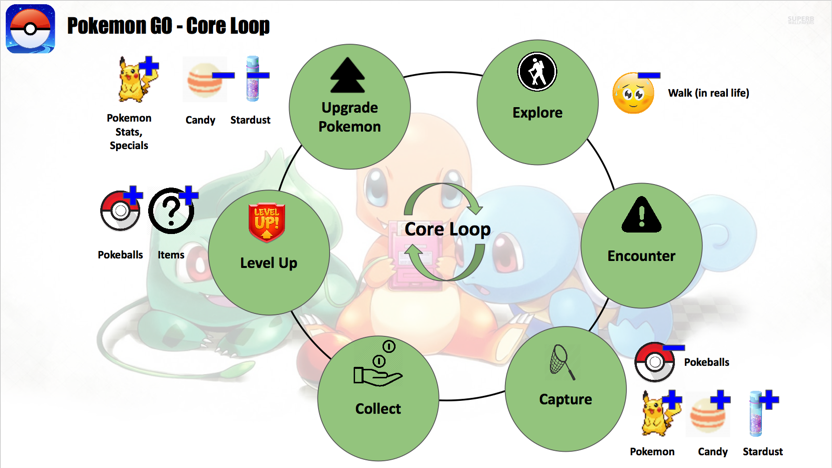 Pokemon GO - Core Loop
Upgrade
Pokemon
Explore
Walk (in real life)
Pokemon
Stats,
Specials
Candy
Stardust
LEVEL
UP!
Level Up
Pokeballs
Items
Core Loop
Encounter
Collect
Capture
Pokeballs
Pokemon
Candy
Stardust